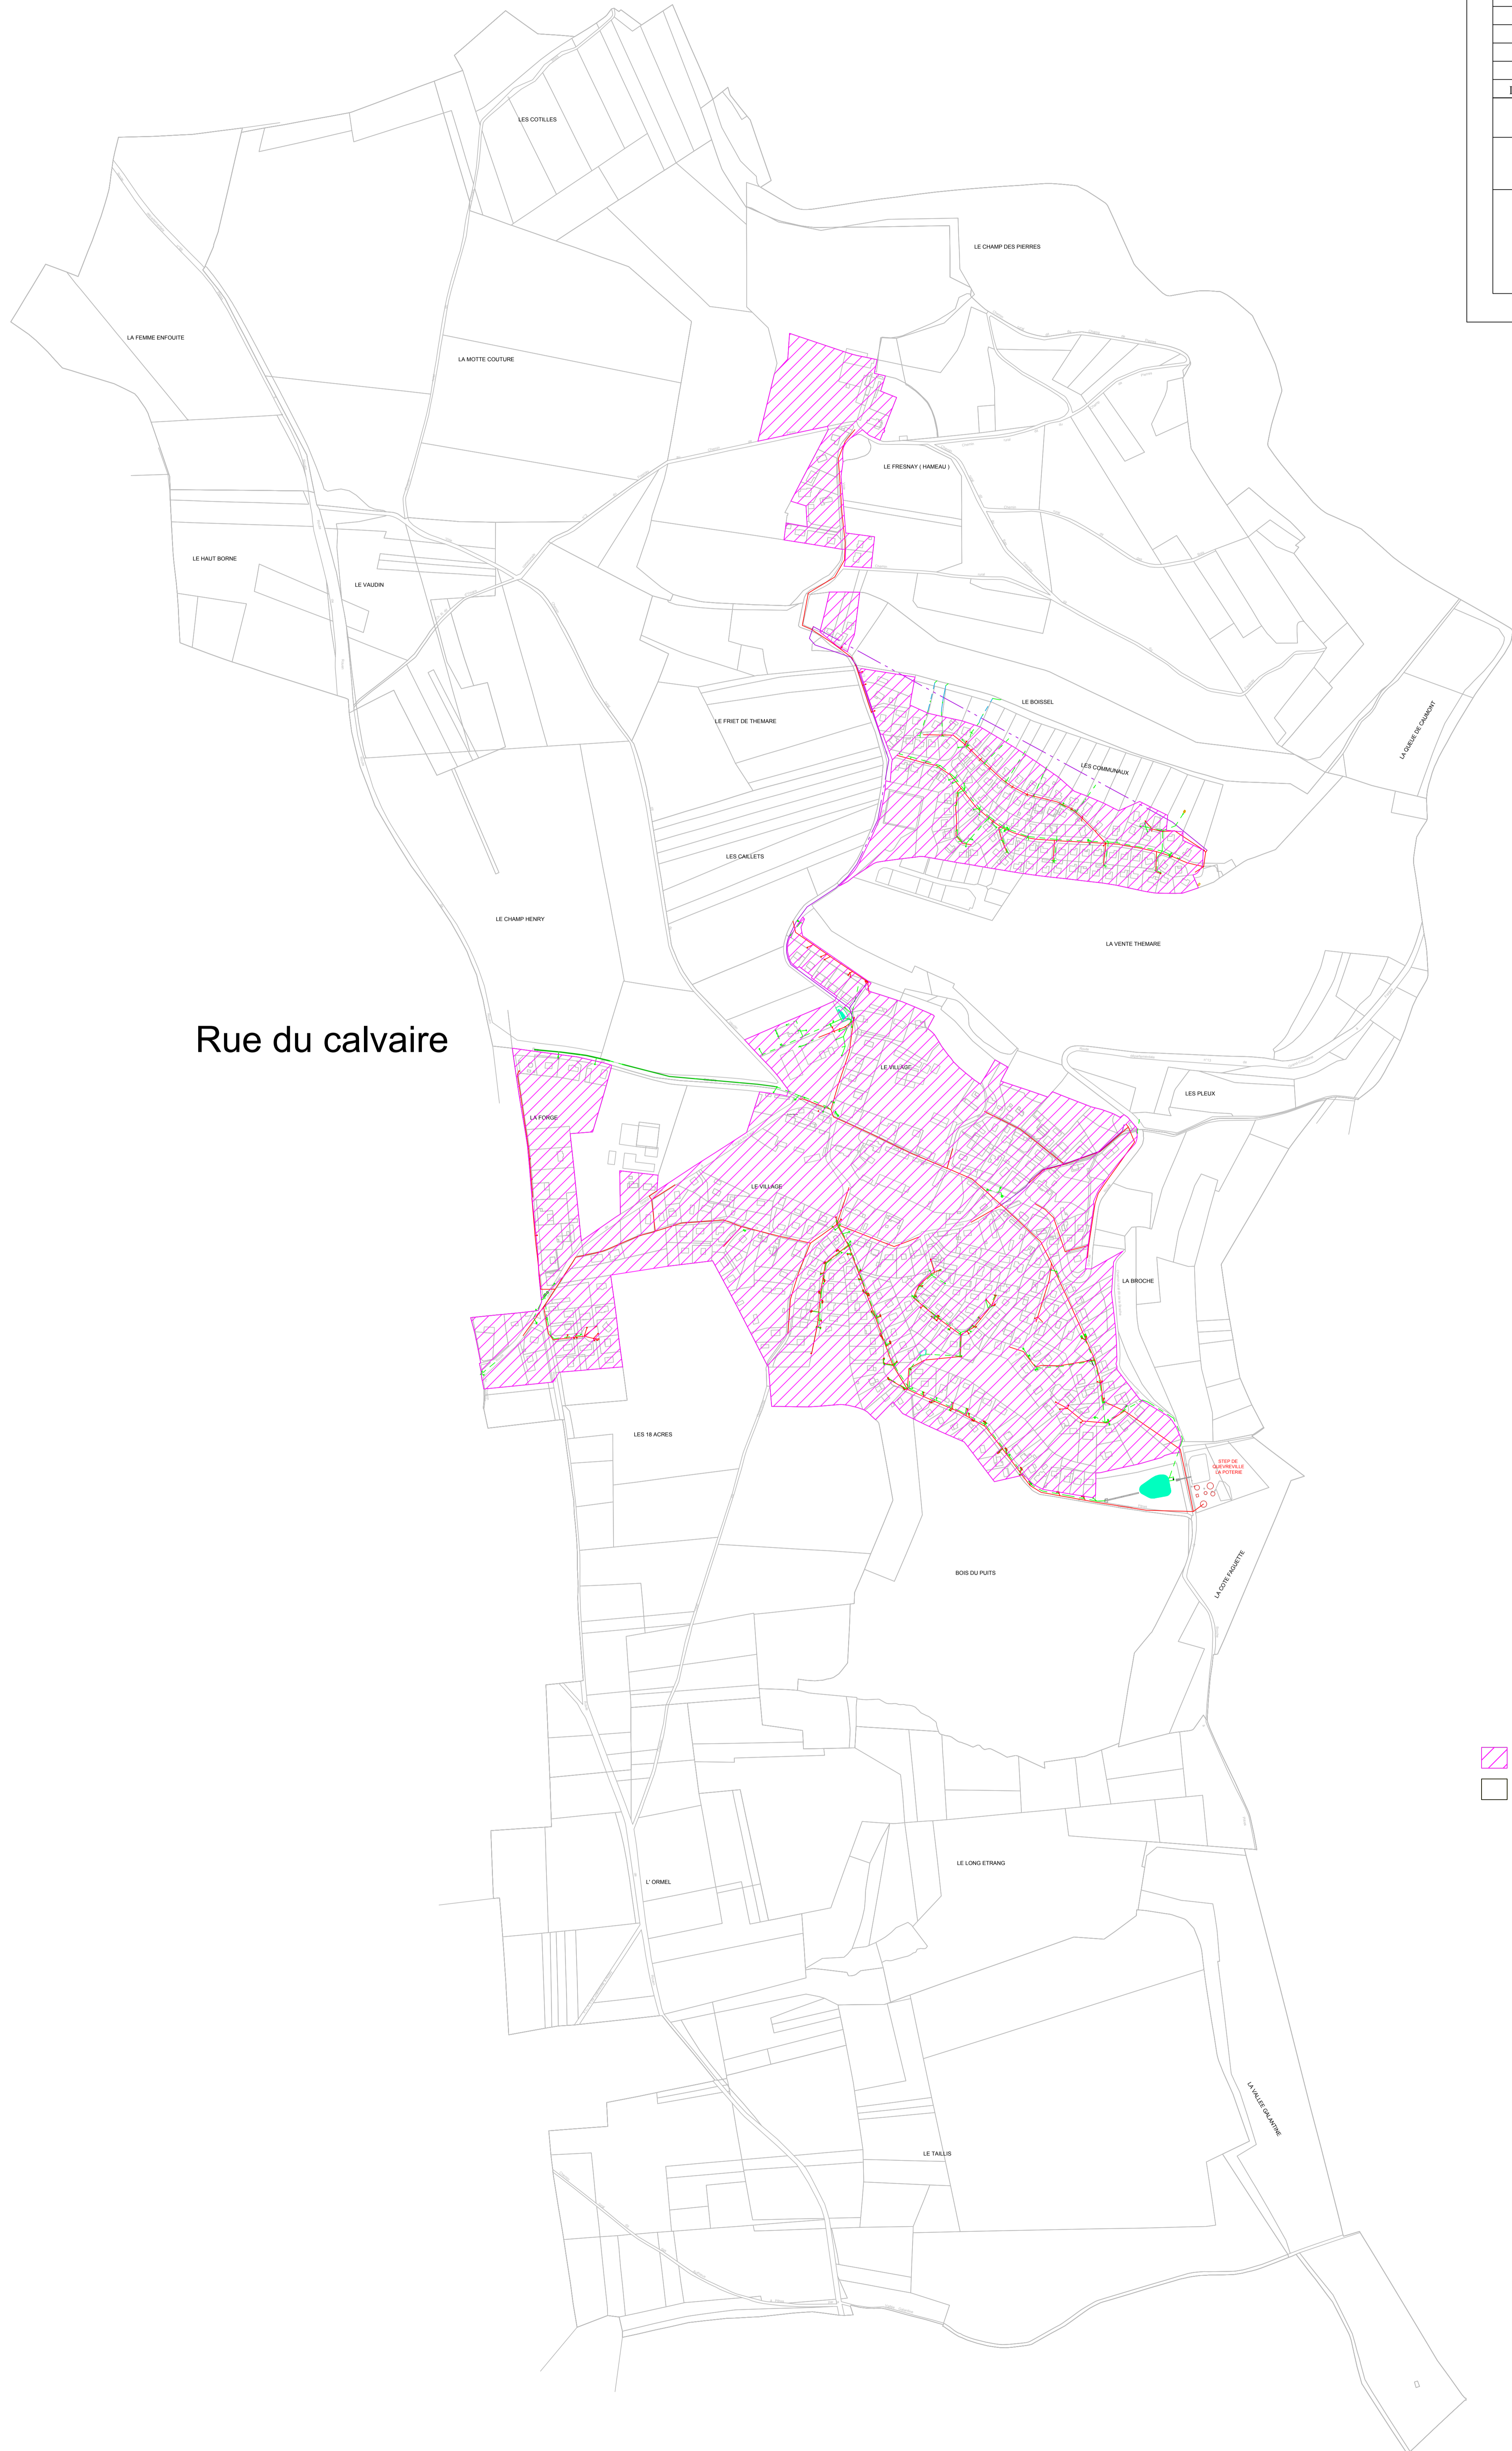 LES COTILLES
LE CHAMP DES PIERRES
LA FEMME ENFOUITE
LA MOTTE COUTURE
LE FRESNAY ( HAMEAU )
LE HAUT BORNE
LE VAUDIN
LE BOISSEL
LE FRIET DE THEMARE
LA QUEUE DE CAUMONT
LES COMMUNAUX
LES CAILLETS
LE CHAMP HENRY
LA VENTE THEMARE
Rue du calvaire
LE VILLAGE
LES PLEUX
LA FORGE
LE VILLAGE
LA BROCHE
LES 18 ACRES
STEP DE
QUEVREVILLE
LA POTERIE
BOIS DU PUITS
LA COTE FAGUETTE
LE LONG ETRANG
L' ORMEL
LA VALLEE GALANTINE
LE TAILLIS